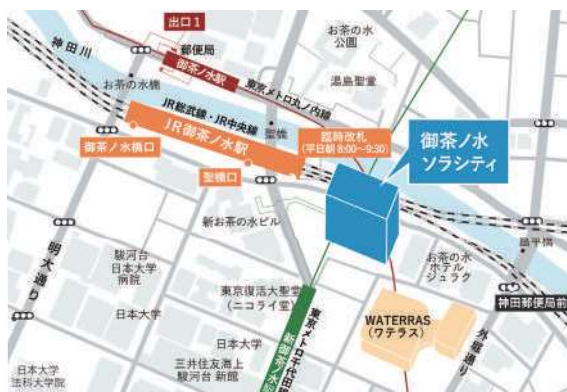 出口1
郵便局
神田川
御茶ノ水駅
お茶の水橋
東京メトロ丸ノ内線
お茶の水
公園
湯島聖堂
JR総武線・JR中央線
聖橋
JR御茶ノ水駅
臨時改札
(平日朝 8:00〜9:30)
御茶ノ水
ソラシティ
御茶ノ水橋口
聖橋口
新お茶の水ビル
明大通り
駿河台
日本大学
病院
昌平橋
お茶の水
ホテル
ジュラク
神田郵便局前
東京復活大聖堂
(ニコライ堂)
日本大学
日本大学
WATERRAS
(ワテラス)
外堀通り
東京メトロ千代田
新御茶ノ水
三井住友海上
駿河台 新館
日本大学
法科大学院